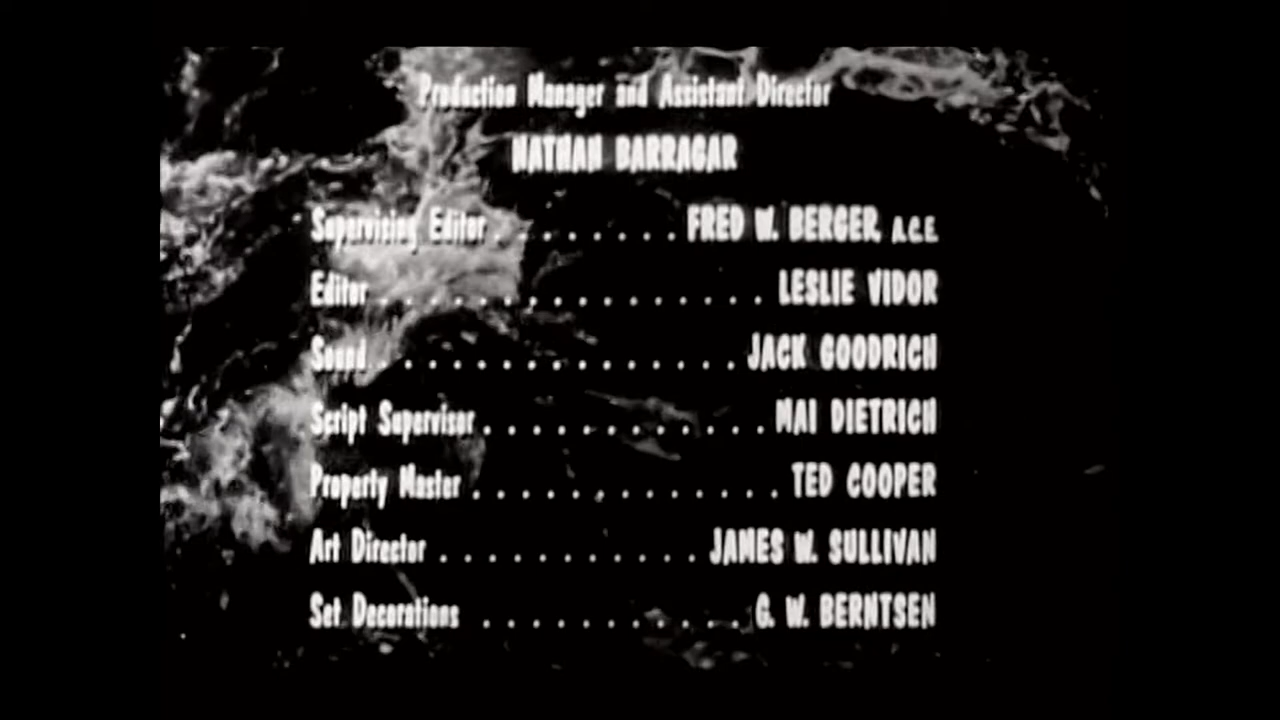 Production Manager and Assistant Director
NATHAN BARRAGAR
Supervising Editor . . . . . . . . FRED W. BERGER, A.C.E.
Editor . . . . . . . . . . . . . . . . LESLIE VIDOR
Sound . . . . . . . . . . . . . . . JACK GOODRICH
Script Supervisor . . . . . . . . . . . . MAI DIETRICH
Property Master . . . . . . . . . . . . . TED COOPER
Art Director . . . . . . . . . . . JAMES W. SULLIVAN
Set Decorations . . . . . . . . . . . G. W. BERNTSEN